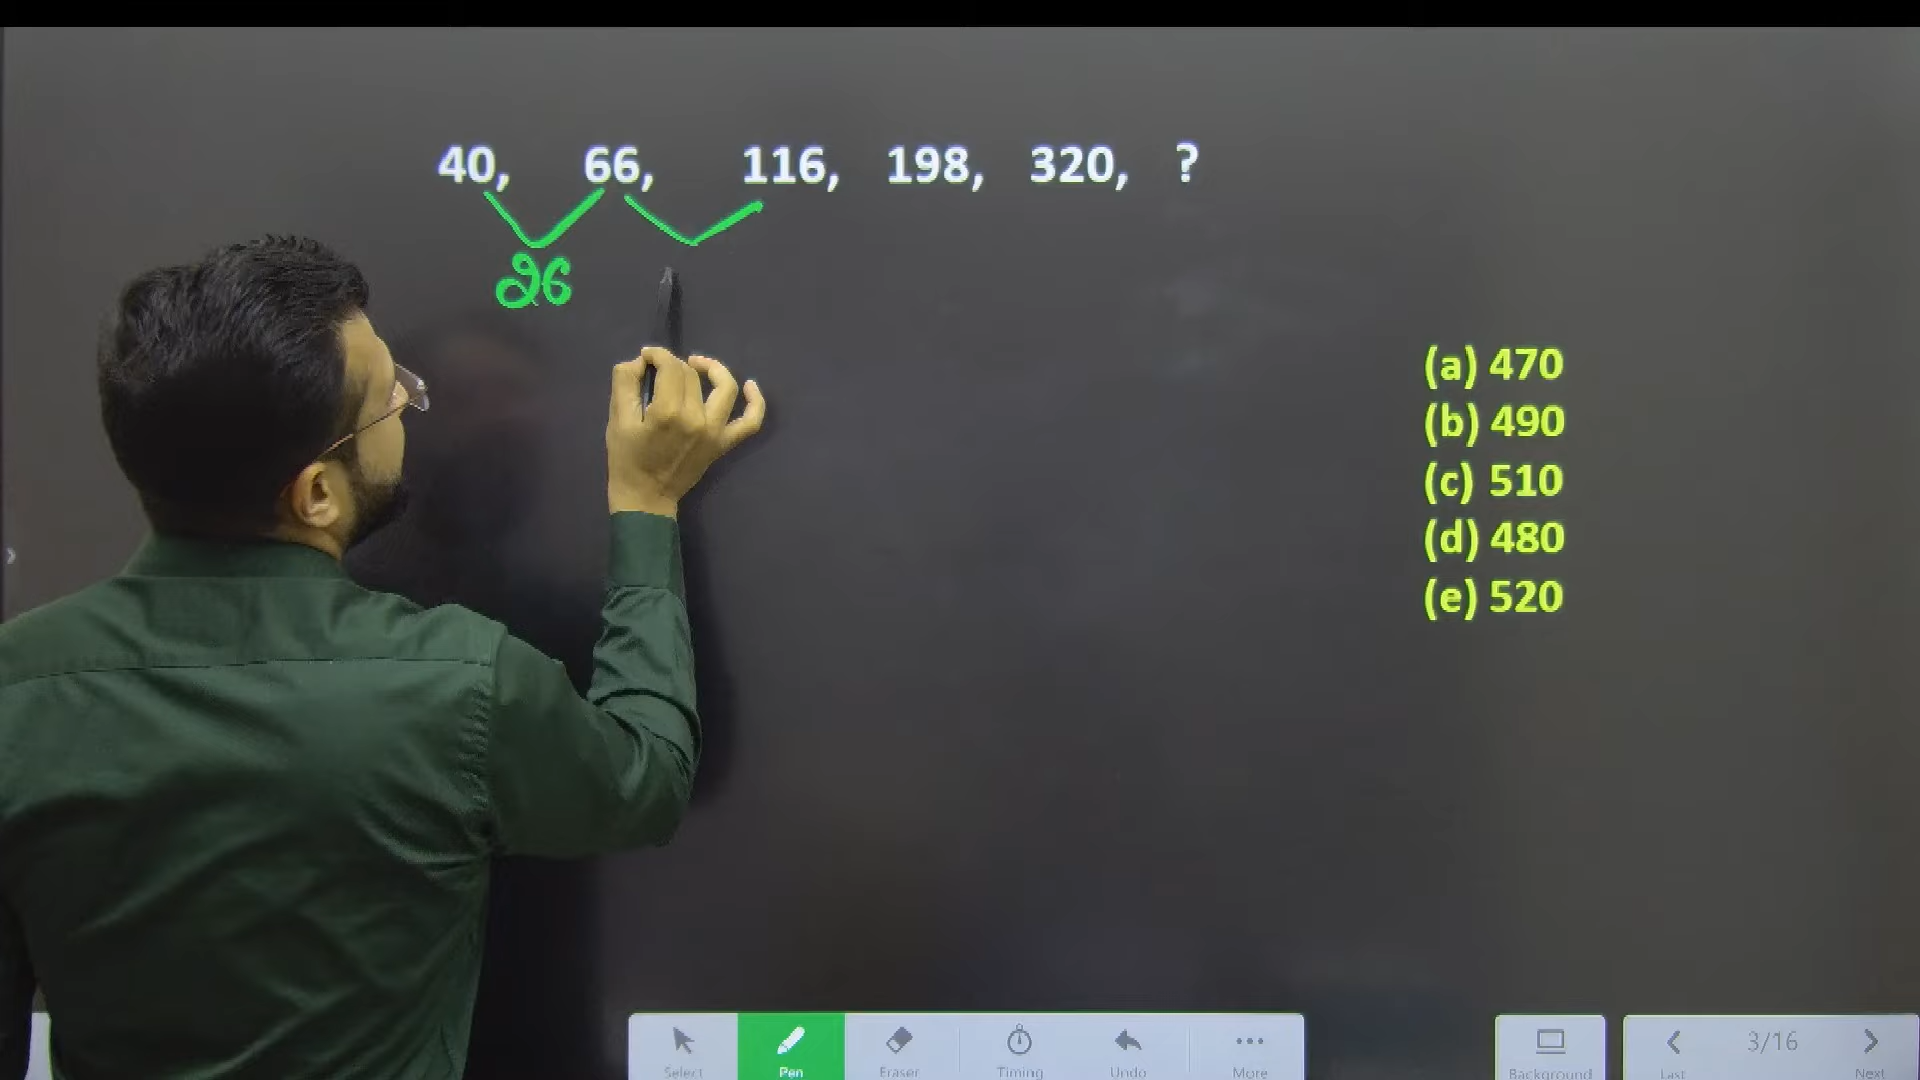 40, 66, 116, 198, 320, ?
26
(a) 470
(b) 490
(c) 510
(d) 480
(e) 520
Select Pen Eraser Timing Undo More Background Last 3/16 Next